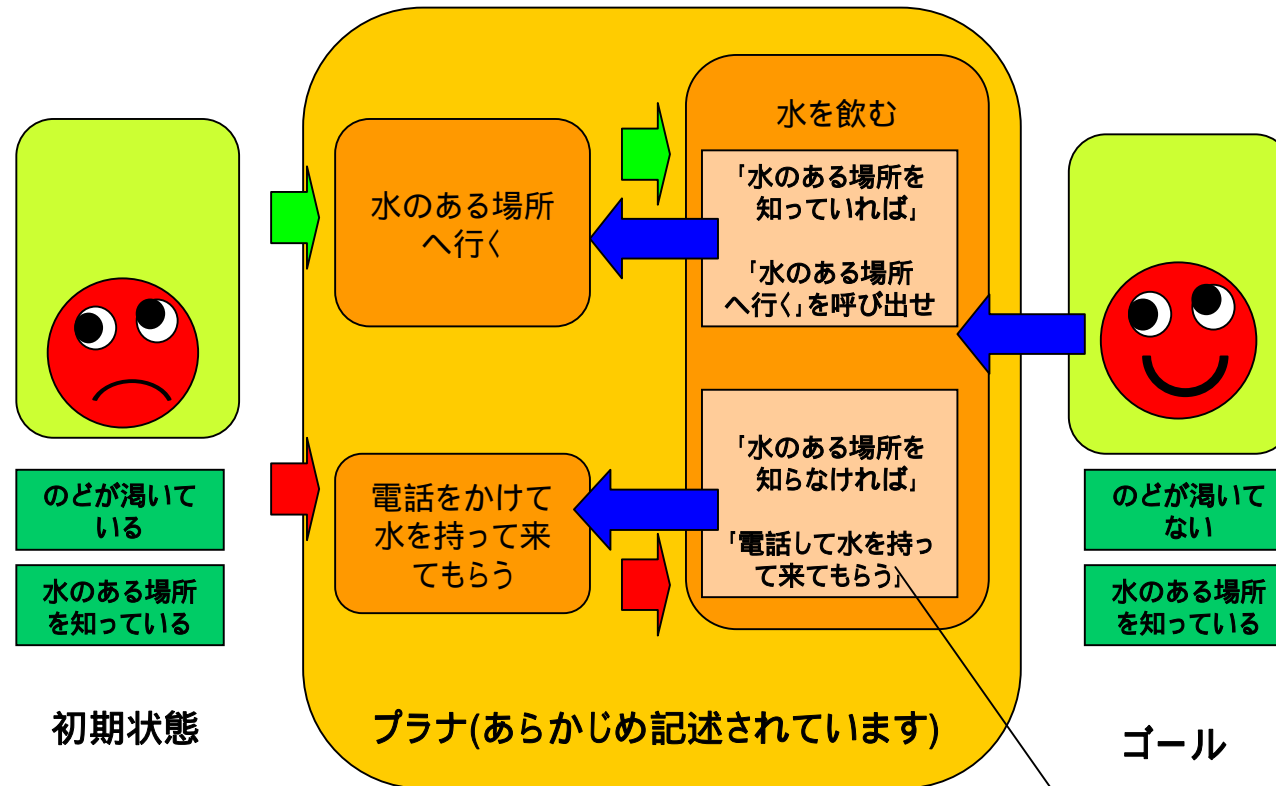 水を飲む
「水のある場所を
知っていれば」
「水のある場所
へ行く」を呼び出せ
水のある場所
へ行く
「水のある場所を
知らなければ」
「電話して水を持っ
て来てもらう」
電話をかけて
水を持って来
てもらう
のどが渇いて
いる
水のある場所
を知っている
のどが渇いて
ない
水のある場所
を知っている
初期状態
プラナ(あらかじめ記述されています)
ゴール